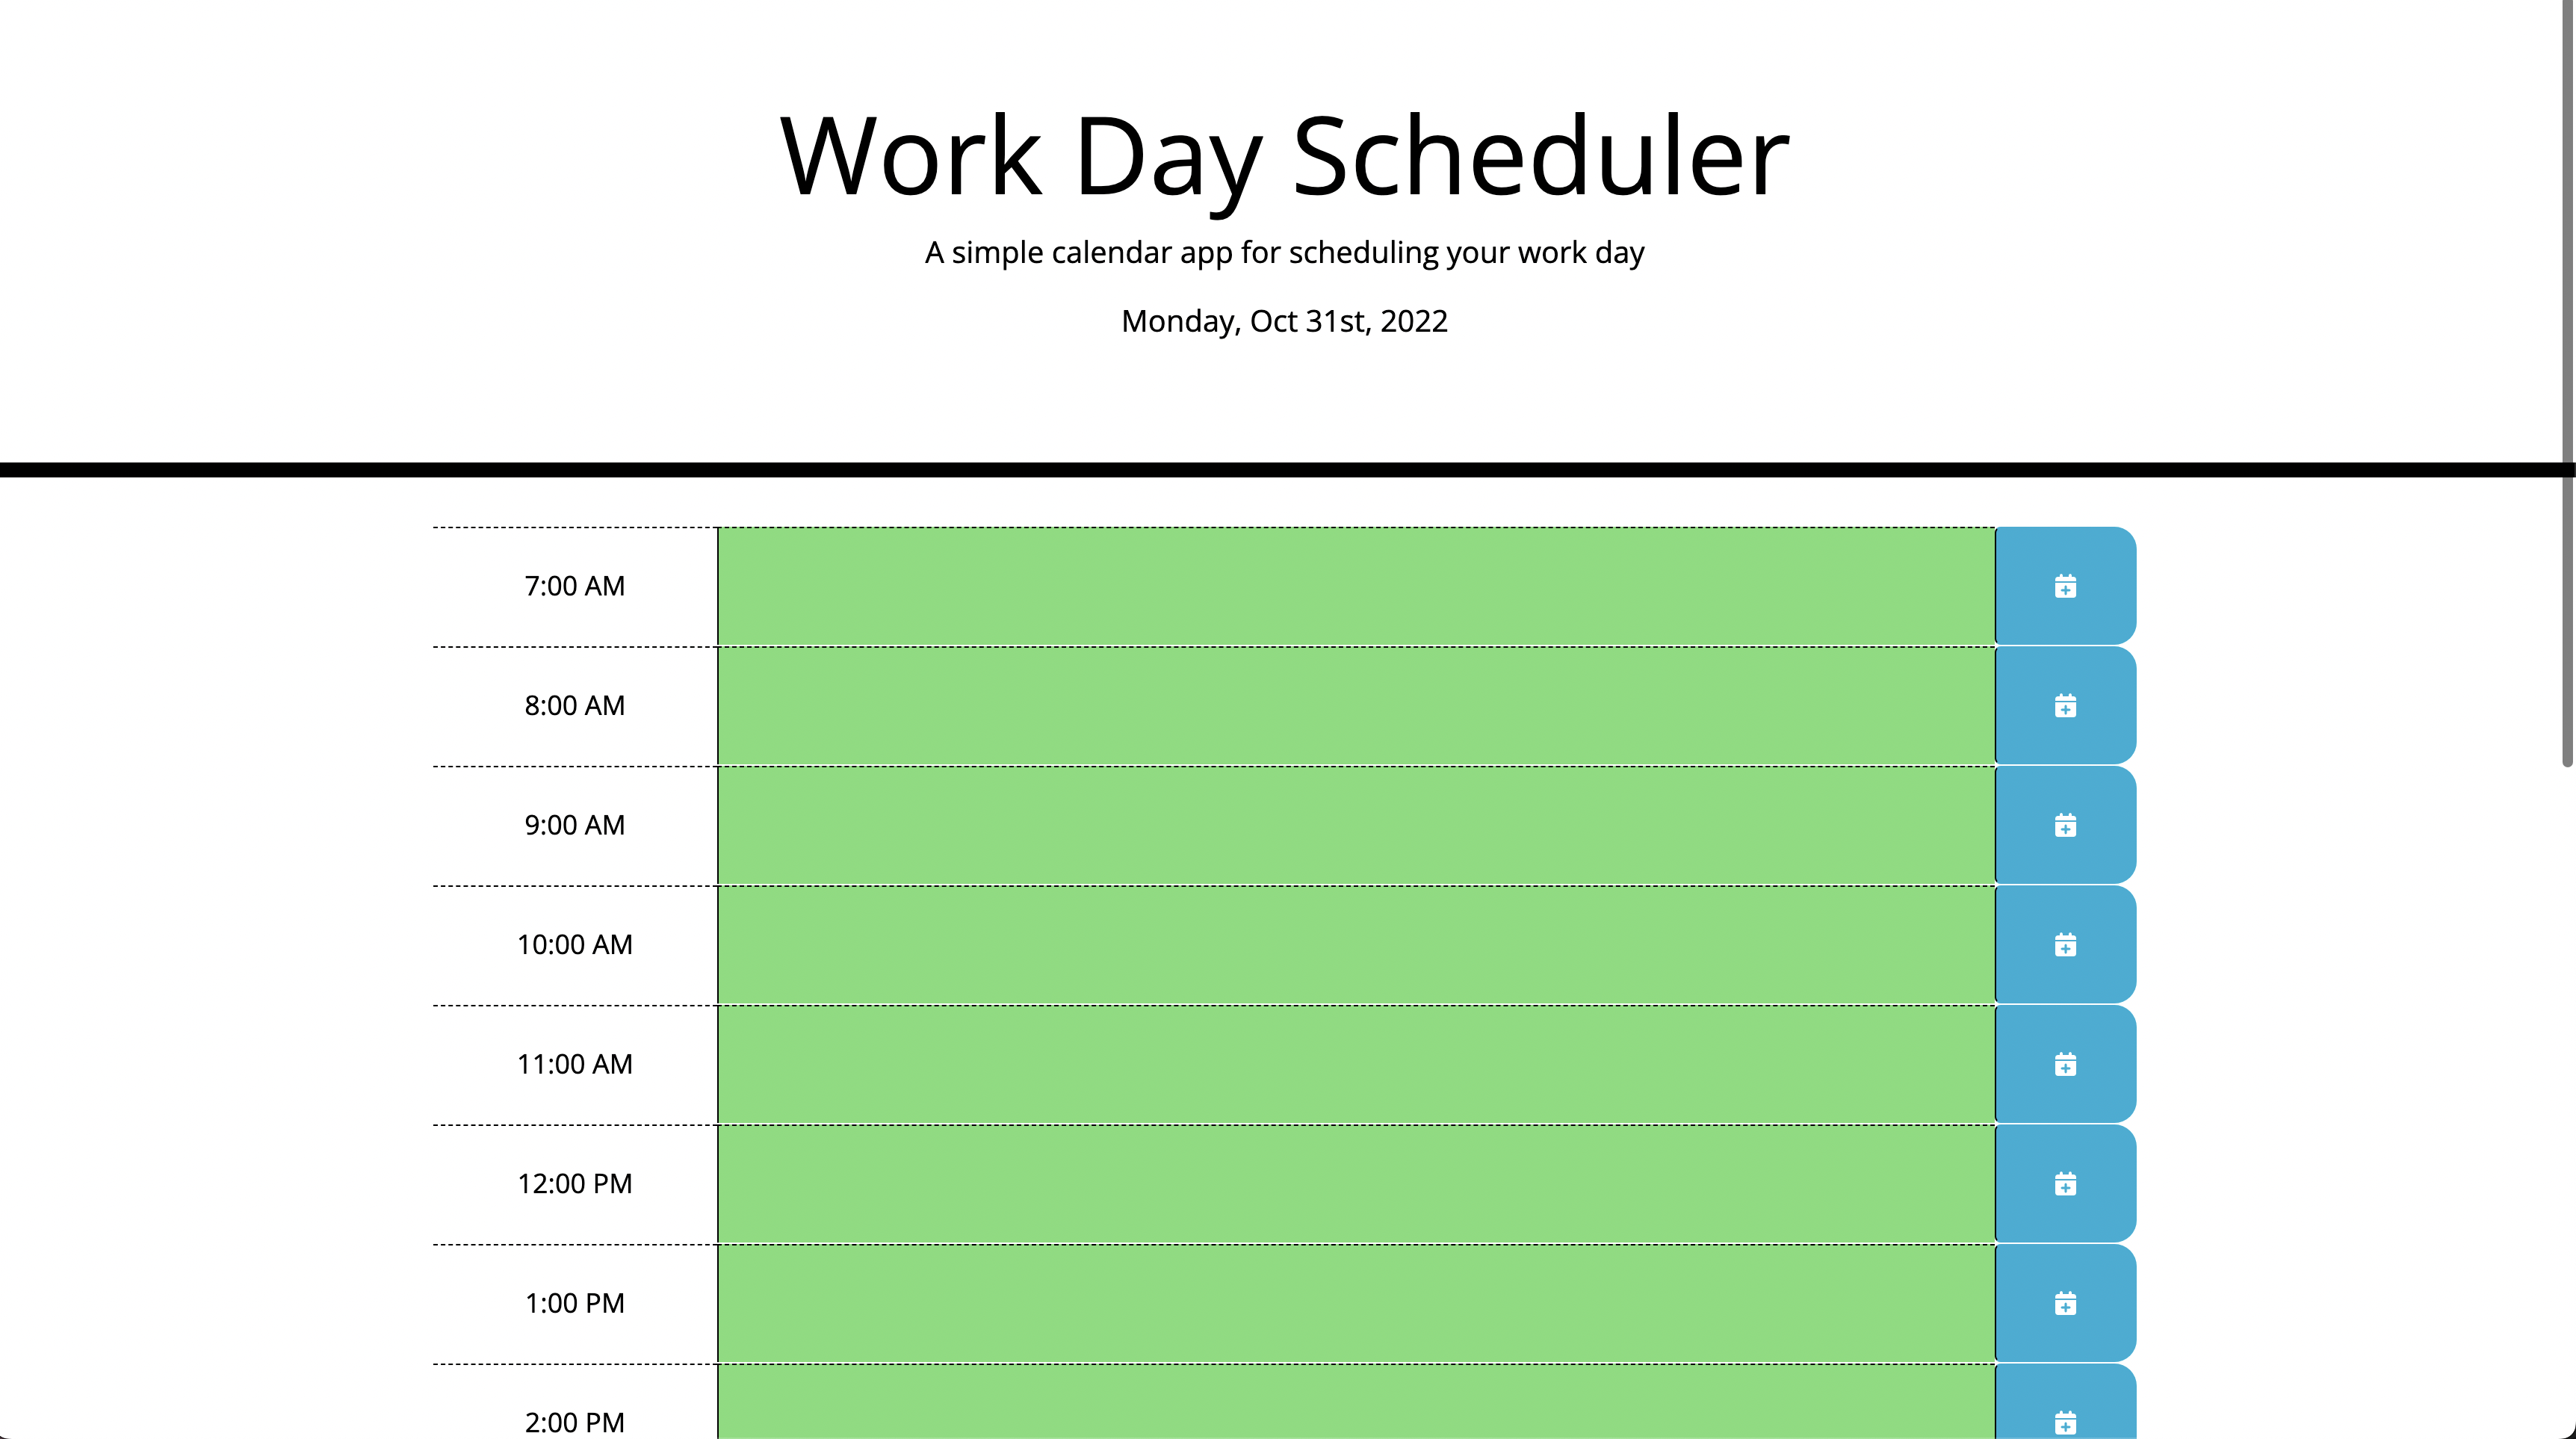 Work Day Scheduler
A simple calendar app for scheduling your work day
Monday, Oct 31st, 2022
7:00 AM
8:00 AM
9:00 AM
10:00 AM
11:00 AM
12:00 PM
1:00 PM
2:00 PM